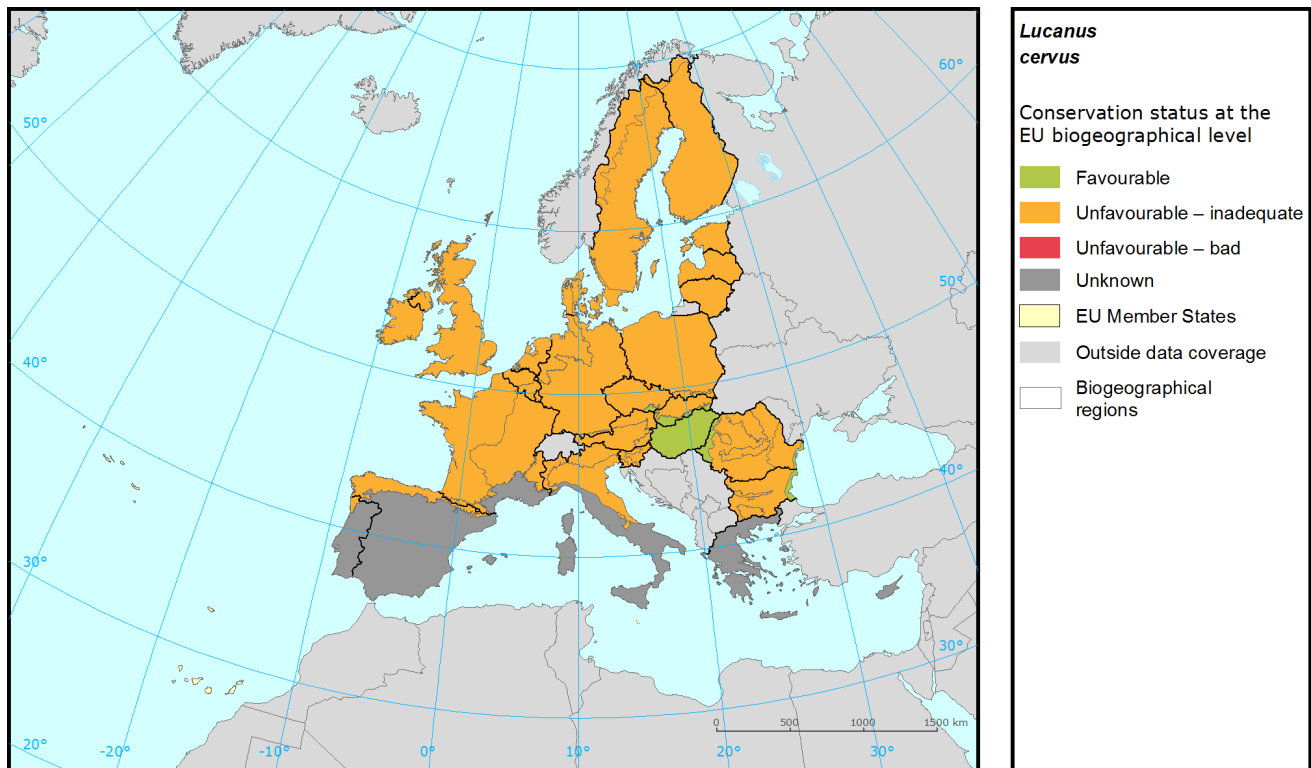 Lucanus
cervus
Conservation status at the
EU biogeographical level
Favourable
Unfavourable – inadequate
Unfavourable – bad
Unknown
EU Member States
Outside data coverage
Biogeographical
regions
60°
50°
50°
40°
40°
30°
30°
20°
-20°
-10°
0°
10°
20°
30°
0 500 1000 1500 km